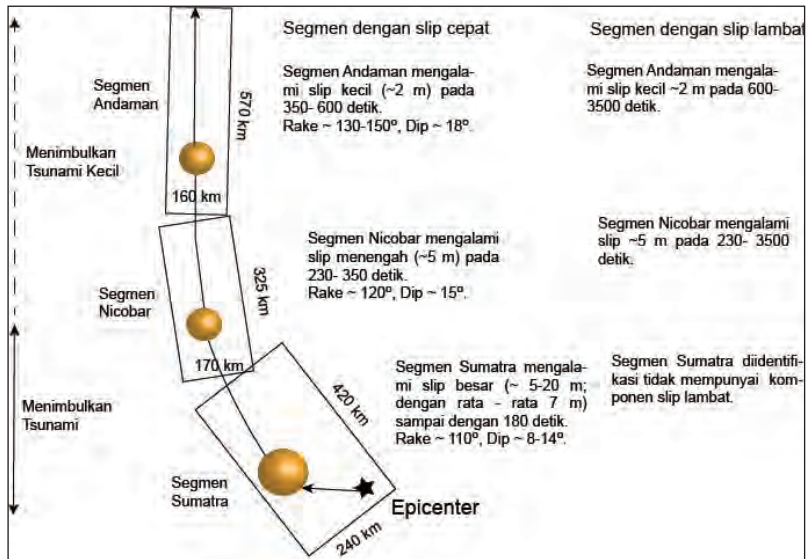 Segmen dengan slip cepat
Segmen dengan slip lambat
Segmen
Andaman
570 km
Segmen Andaman mengala-
mi slip kecil (~2 m) pada
350- 600 detik.
Rake ~ 130-150º, Dip ~ 18º.
Segmen Andaman mengala-
mi slip kecil ~2 m pada 600-
3500 detik.
Menimbulkan
Tsunami Kecil
160 km
Segmen
Nicobar
325 km
170 km
Segmen Nicobar mengalami
slip menengah (~5 m) pada
230- 350 detik.
Rake ~ 120º, Dip ~ 15º.
Segmen Nicobar mengalami
slip ~5 m pada 230- 3500
detik.
Menimbulkan
Tsunami
420 km
Segmen Sumatra mengala-
mi slip besar (~ 5-20 m;
dengan rata - rata 7 m)
sampai dengan 180 detik.
Rake ~ 110º, Dip ~ 8-14º.
Segmen Sumatra diidentifi-
kasi tidak mempunyai kom-
ponen slip lambat.
Segmen
Sumatra
Epicenter
240 km